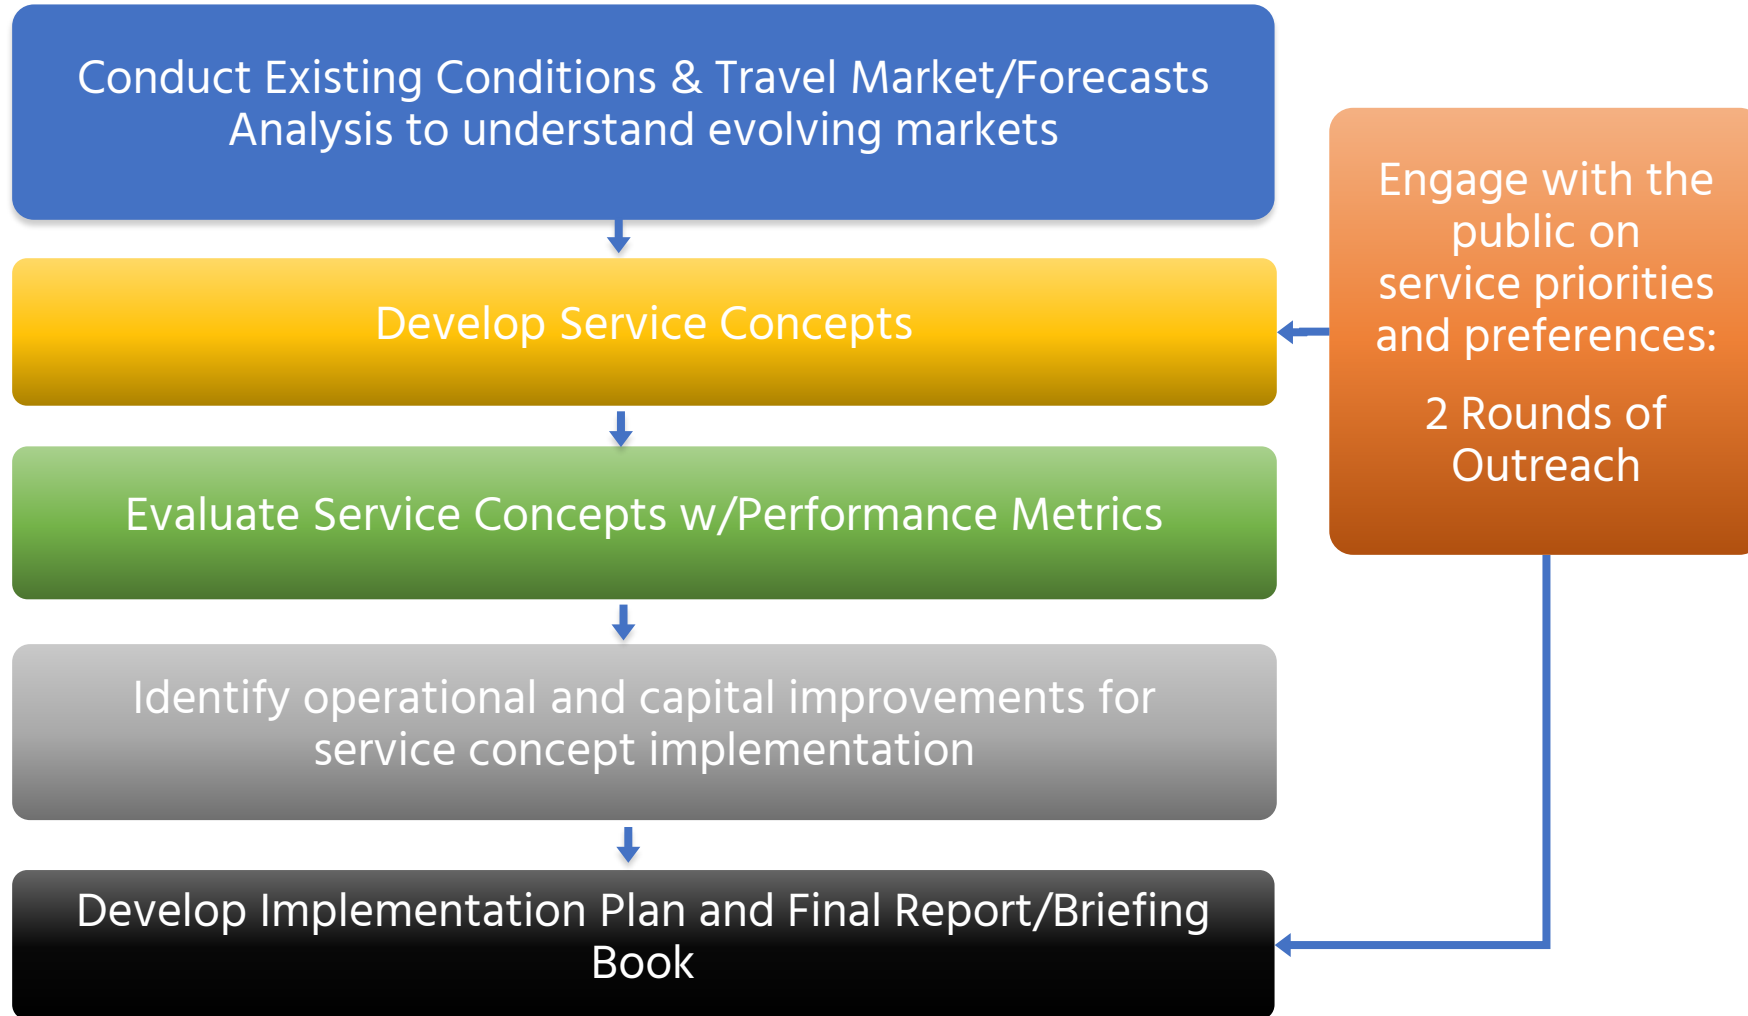 Conduct Existing Conditions & Travel Market/Forecasts
Analysis to understand evolving markets
Develop Service Concepts
Evaluate Service Concepts w/Performance Metrics
Identify operational and capital improvements for
service concept implementation
Develop Implementation Plan and Final Report/Briefing
Book
Engage with the
public on
service priorities
and preferences:
2 Rounds of
Outreach